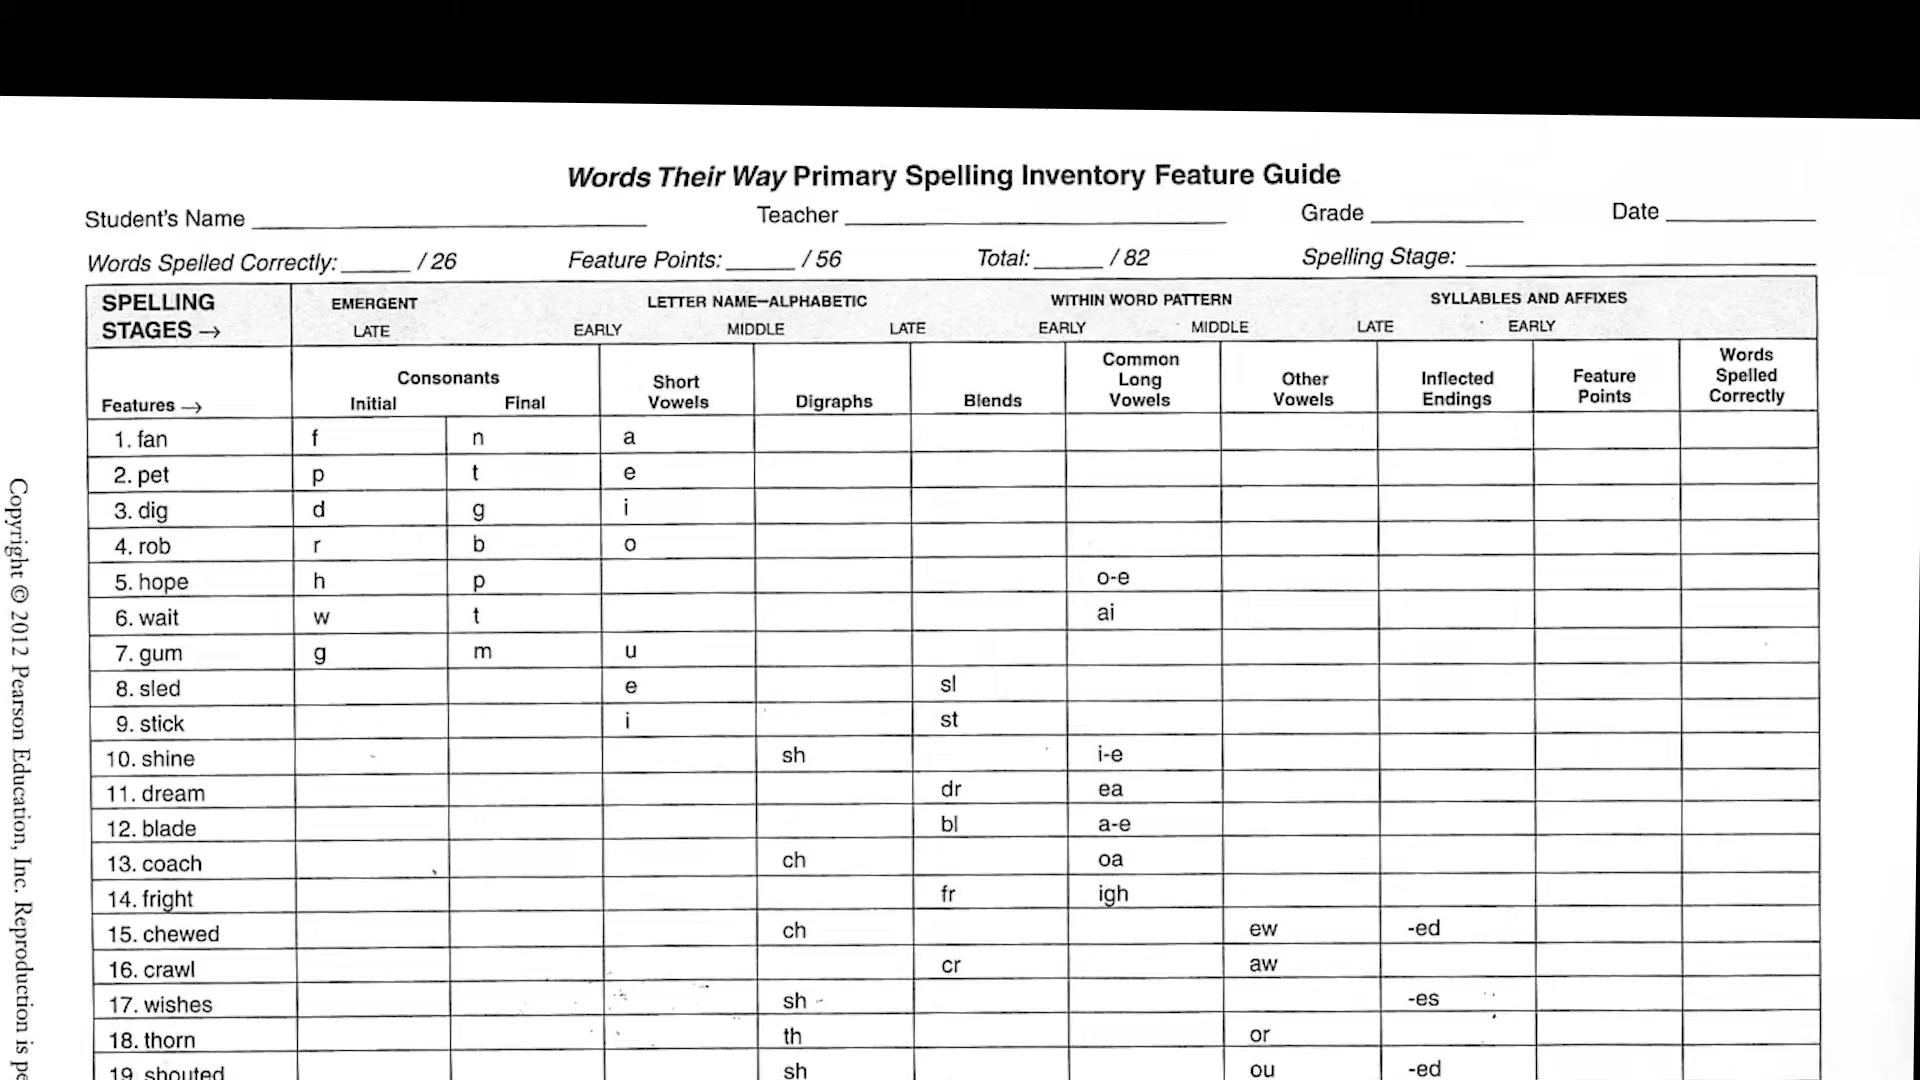 Words Their Way Primary Spelling Inventory Feature Guide
Student's Name Teacher Grade Date
Words Spelled Correctly: / 26 Feature Points: / 56 Total: / 82 Spelling Stage:
SPELLING STAGES → EMERGENT LETTER NAME–ALPHABETIC WITHIN WORD PATTERN SYLLABLES AND AFFIXES
LATE EARLY MIDDLE LATE EARLY MIDDLE LATE EARLY
Features → Consonants Initial Final Short Vowels Digraphs Blends Common Long Vowels Other Vowels Inflected Endings Feature Points Words Spelled Correctly
1. fan f n a
2. pet p t e
3. dig d g i
4. rob r b o
5. hope h p o-e
6. wait w t ai
7. gum g m u
8. sled e sl
9. stick i st
10. shine sh i-e
11. dream dr ea
12. blade bl a-e
13. coach ch oa
14. fright fr igh
15. chewed ch ew -ed
16. crawl cr aw
17. wishes sh -es
18. thorn th or
19. shouted sh ou -ed
Copyright © 2012 Pearson Education, Inc. Reproduction is pe